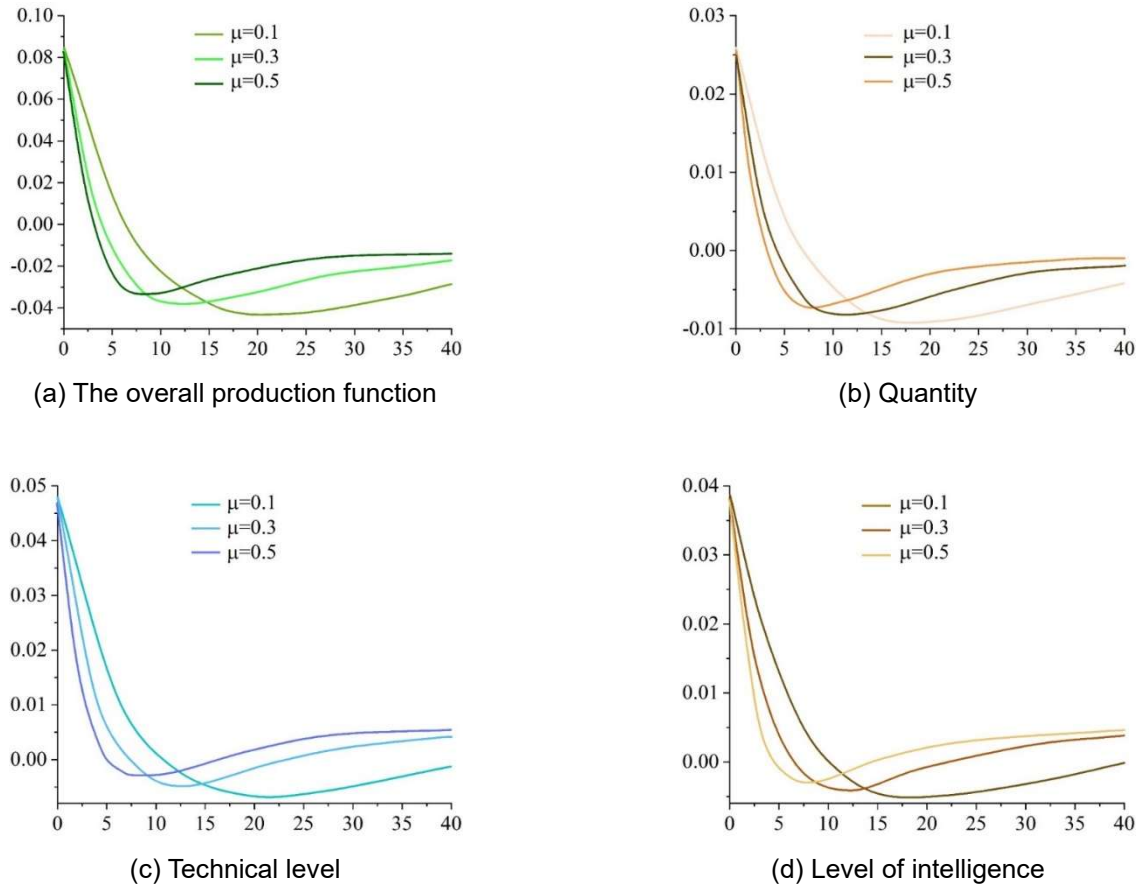 0.10
0.08
0.06
0.04
0.02
0.00
-0.02
-0.04
0 5 10 15 20 25 30 35 40
μ=0.1
μ=0.3
μ=0.5
(a) The overall production function
0.03
0.02
0.01
0.00
-0.01
0 5 10 15 20 25 30 35 40
μ=0.1
μ=0.3
μ=0.5
(b) Quantity
0.05
0.04
0.03
0.02
0.01
0.00
0 5 10 15 20 25 30 35 40
μ=0.1
μ=0.3
μ=0.5
(c) Technical level
0.04
0.03
0.02
0.01
0.00
0 5 10 15 20 25 30 35 40
μ=0.1
μ=0.3
μ=0.5
(d) Level of intelligence